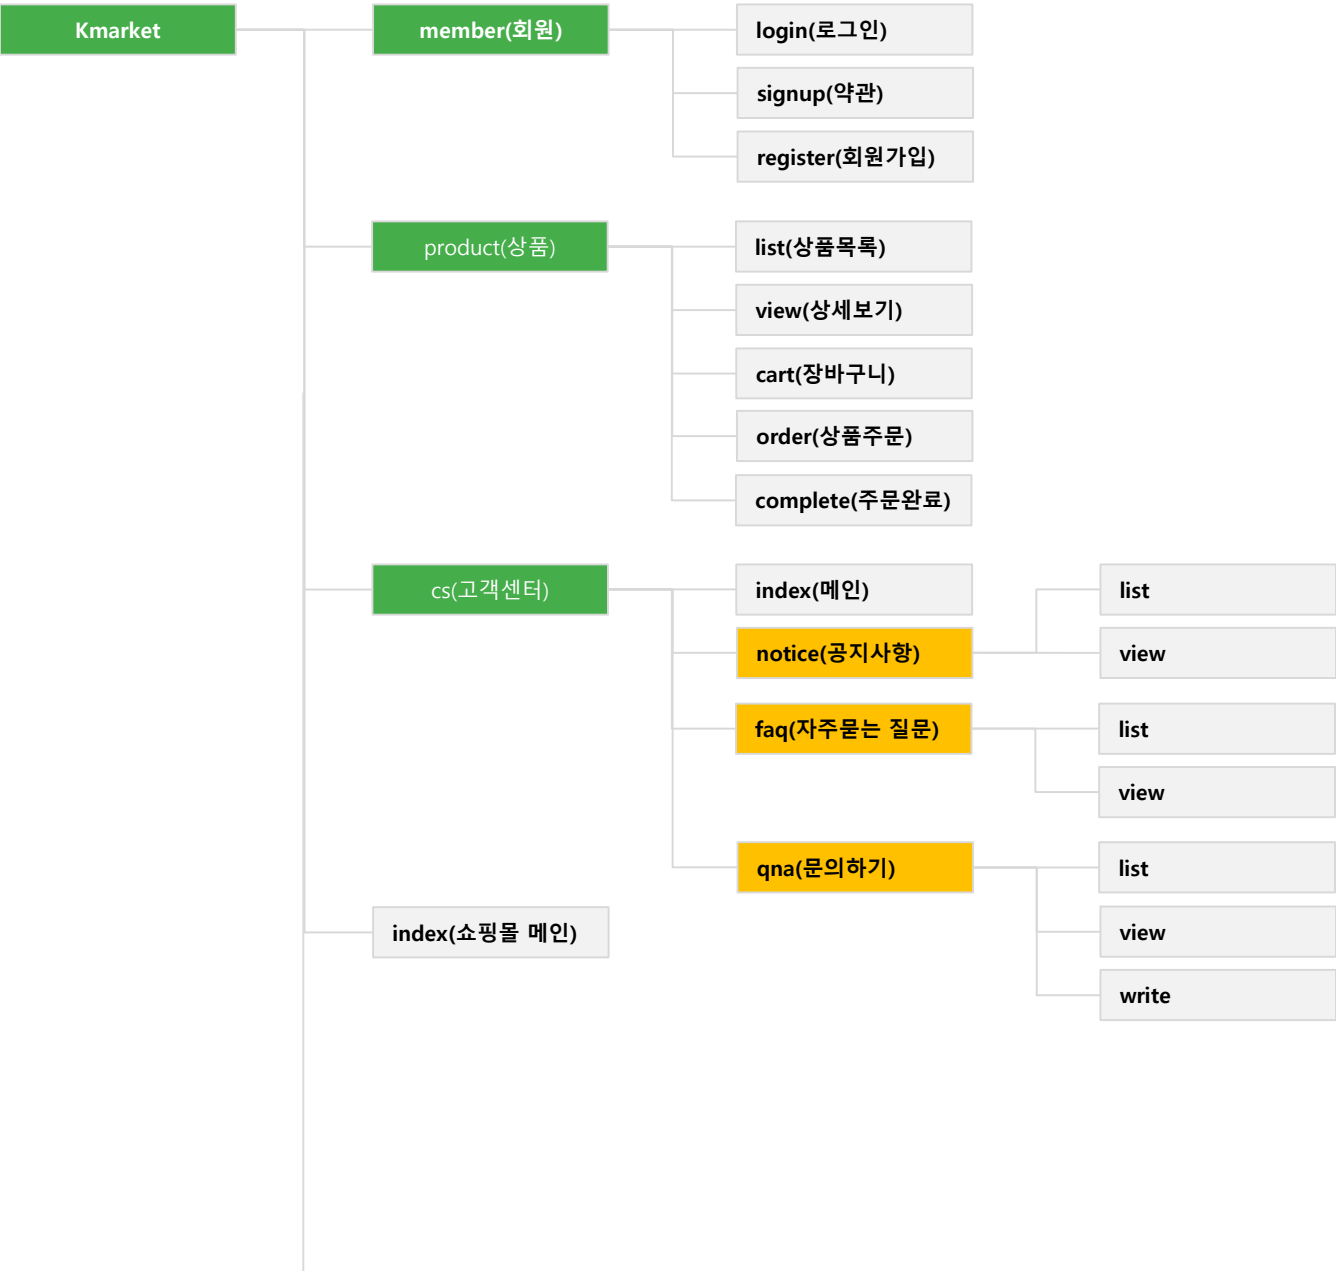 Kmarket
member(회원)
login(로그인)
signup(약관)
register(회원가입)
product(상품)
list(상품목록)
view(상세보기)
cart(장바구니)
order(상품주문)
complete(주문완료)
cs(고객센터)
index(메인)
list
notice(공지사항)
view
faq(자주묻는 질문)
list
view
qna(문의하기)
list
index(쇼핑몰 메인)
view
write